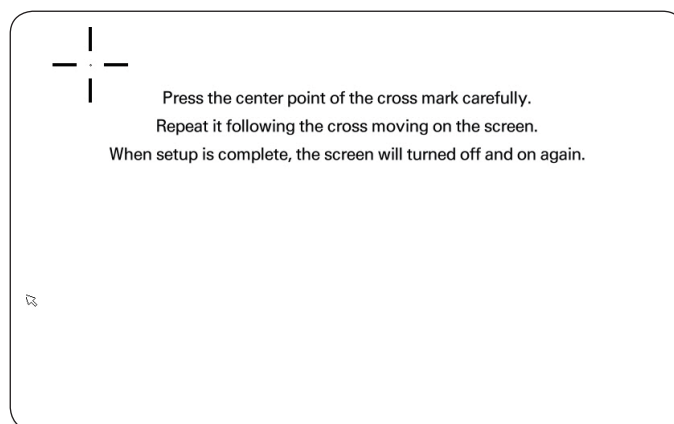 Press the center point of the cross mark carefully.
Repeat it following the cross moving on the screen.
When setup is complete, the screen will turned off and on again.